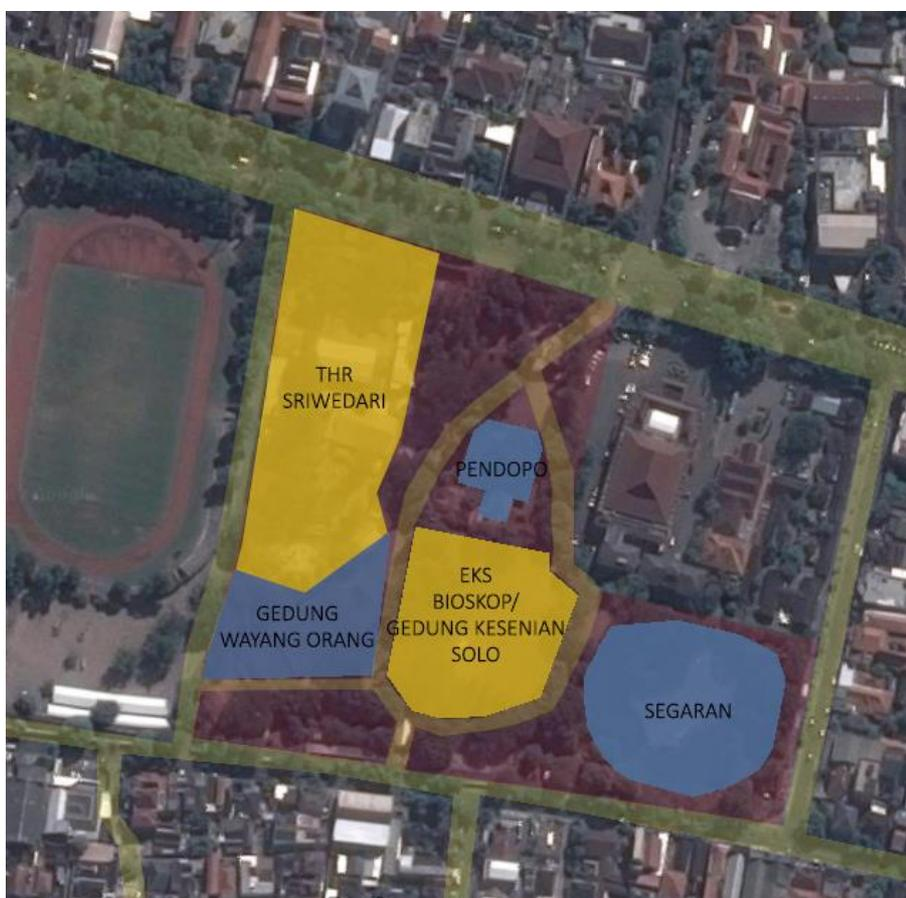 THR
SRIWEDARI
PENDOPO
EKS
BIOSKOP/
GEDUNG KESENIAN
SOLO
GEDUNG
WAYANG ORANG
SEGARAN